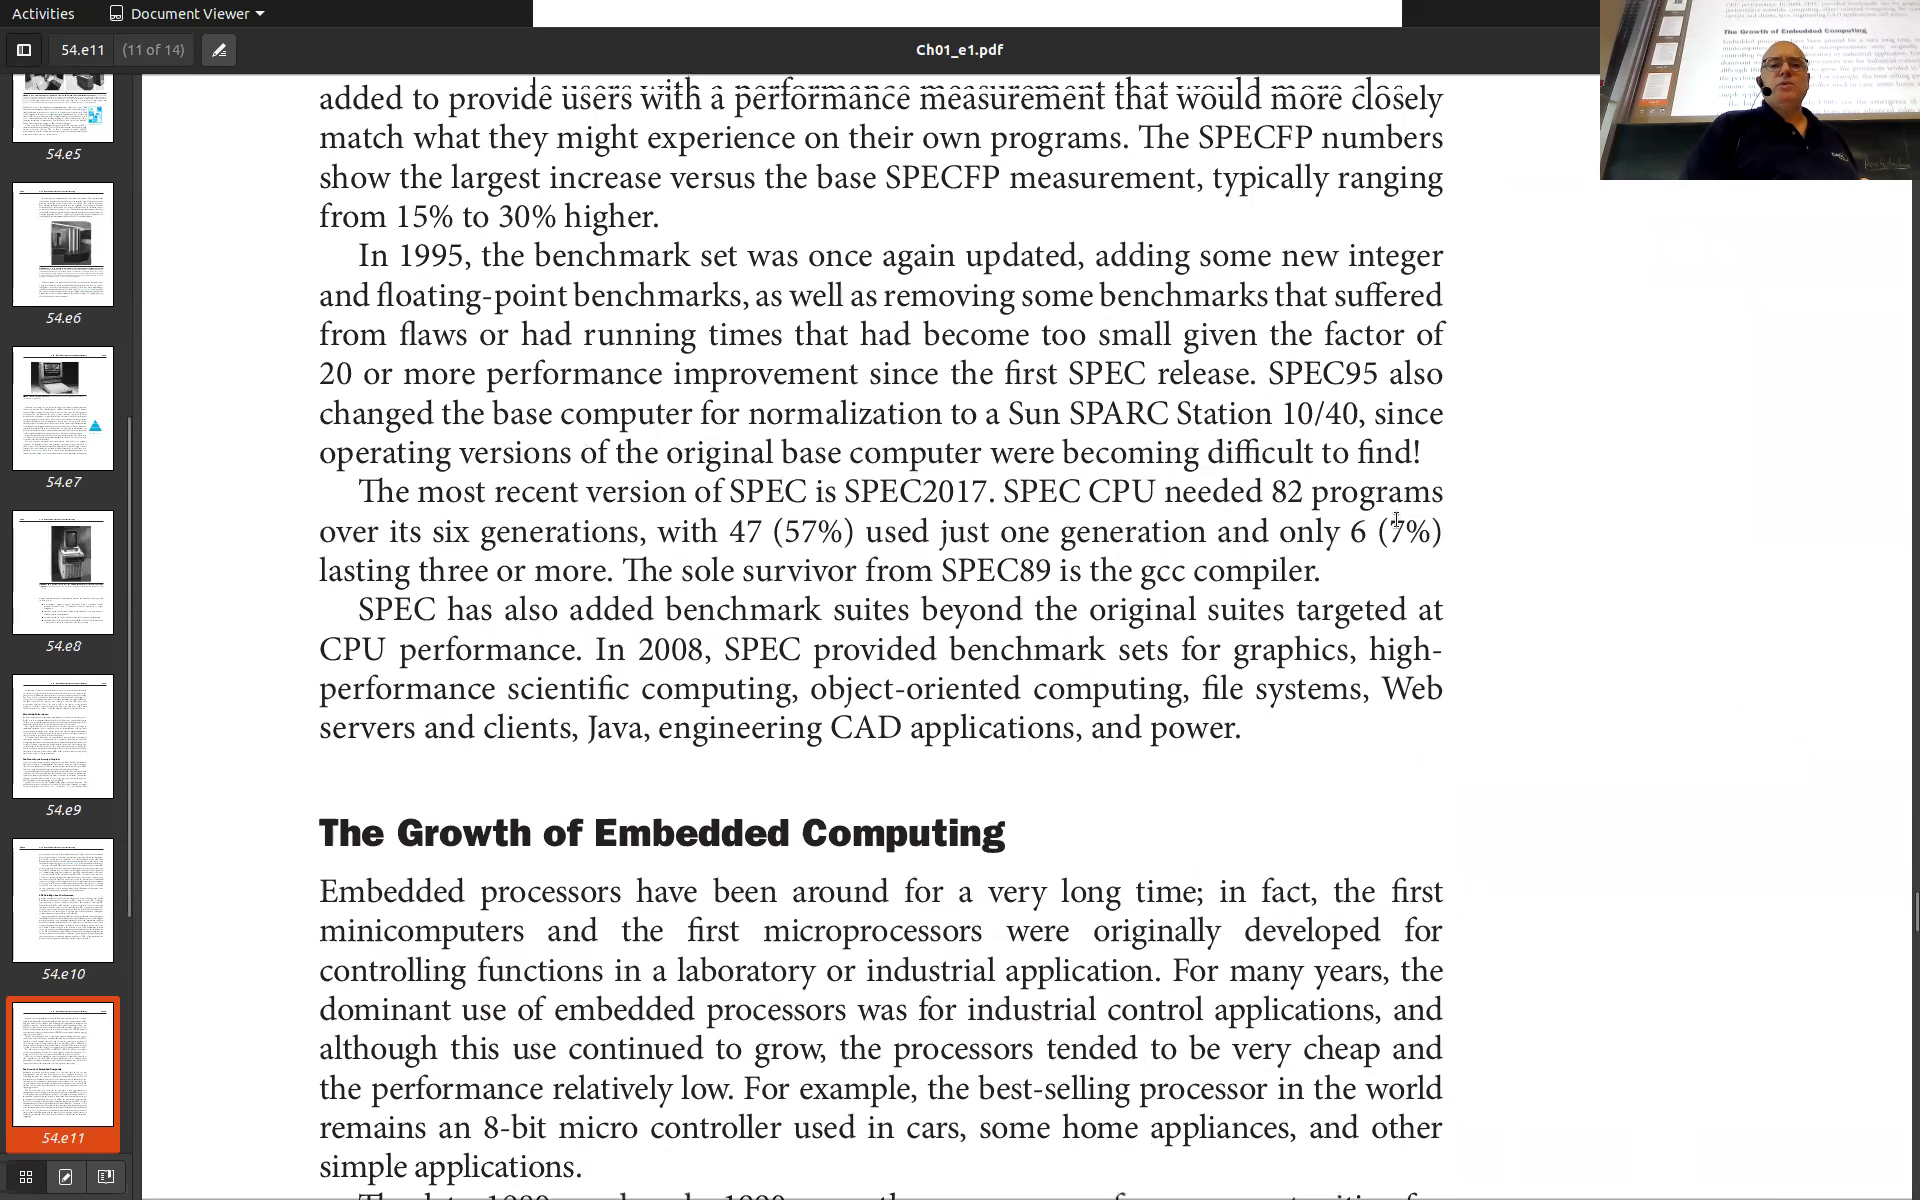 Activities
Document Viewer
54.e11
(11 of 14)
Ch01_e1.pdf
54.e5
54.e6
54.e7
54.e8
54.e9
54.e10
54.e11
added to provide users with a performance measurement that would more closely
match what they might experience on their own programs. The SPECFP numbers
show the largest increase versus the base SPECFP measurement, typically ranging
from 15% to 30% higher.
In 1995, the benchmark set was once again updated, adding some new integer
and floating-point benchmarks, as well as removing some benchmarks that suffered
from flaws or had running times that had become too small given the factor of
20 or more performance improvement since the first SPEC release. SPEC95 also
changed the base computer for normalization to a Sun SPARC Station 10/40, since
operating versions of the original base computer were becoming difficult to find!
The most recent version of SPEC is SPEC2017. SPEC CPU needed 82 programs
over its six generations, with 47 (57%) used just one generation and only 6 (7%)
lasting three or more. The sole survivor from SPEC89 is the gcc compiler.
SPEC has also added benchmark suites beyond the original suites targeted at
CPU performance. In 2008, SPEC provided benchmark sets for graphics, high-
performance scientific computing, object-oriented computing, file systems, Web
servers and clients, Java, engineering CAD applications, and power.
The Growth of Embedded Computing
Embedded processors have been around for a very long time; in fact, the first
minicomputers and the first microprocessors were originally developed for
controlling functions in a laboratory or industrial application. For many years, the
dominant use of embedded processors was for industrial control applications, and
although this use continued to grow, the processors tended to be very cheap and
the performance relatively low. For example, the best-selling processor in the world
remains an 8-bit micro controller used in cars, some home appliances, and other
simple applications.
The Growth of Embedded Computing